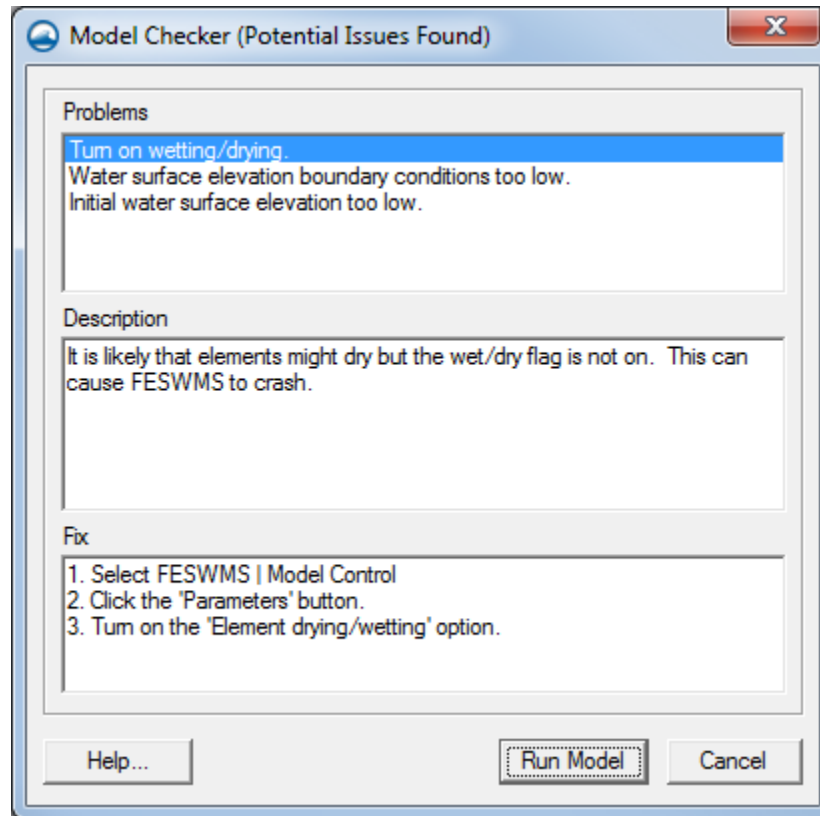 Model Checker (Potential Issues Found)
Problems
Turn on wetting/drying.
Water surface elevation boundary conditions too low.
Initial water surface elevation too low.
Description
It is likely that elements might dry but the wet/dry flag is not on.  This can
cause FESWMS to crash.
Fix
1. Select FESWMS | Model Control
2. Click the 'Parameters' button.
3. Turn on the 'Element drying/wetting' option.
Help... Run Model Cancel